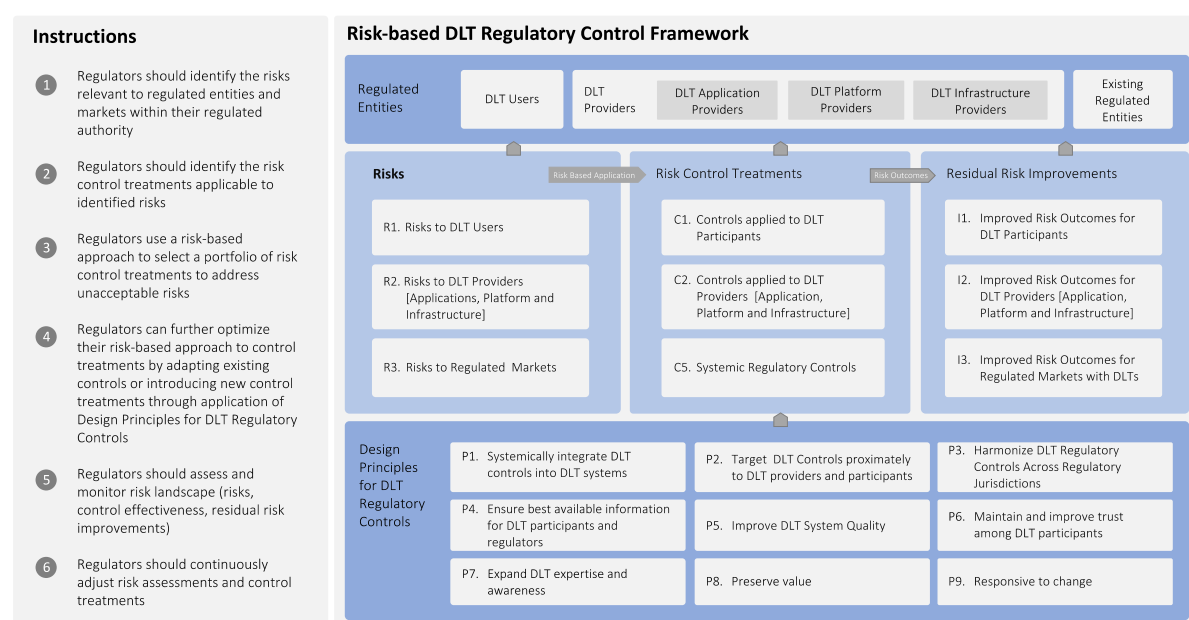 Instructions
1
Regulators should identify the risks
relevant to regulated entities and
markets within their regulated
authority
2
Regulators should identify the risk
control treatments applicable to
identified risks
3
Regulators use a risk-based
approach to select a portfolio of risk
control treatments to address
unacceptable risks
4
Regulators can further optimize
their risk-based approach to control
treatments by adapting existing
controls or introducing new control
treatments through application of
Design Principles for DLT Regulatory
Controls
5
Regulators should assess and
monitor risk landscape (risks,
control effectiveness, residual risk
improvements)
6
Regulators should continuously
adjust risk assessments and control
treatments
Risk-based DLT Regulatory Control Framework
Regulated
Entities
DLT Users
DLT
Providers
DLT Application
Providers
DLT Platform
Providers
DLT Infrastructure
Providers
Existing
Regulated
Entities
Risks
Risk Based Application
Risk Control Treatments
Risk Outcomes
Residual Risk Improvements
R1. Risks to DLT Users
R2. Risks to DLT Providers
[Applications, Platform and
Infrastructure]
R3. Risks to Regulated Markets
C1. Controls applied to DLT
Participants
C2. Controls applied to DLT
Providers [Application,
Platform and Infrastructure]
C5. Systemic Regulatory Controls
I1. Improved Risk Outcomes for
DLT Participants
I2. Improved Risk Outcomes for
DLT Providers [Application,
Platform and Infrastructure]
I3. Improved Risk Outcomes for
Regulated Markets with DLTs
Design
Principles
for DLT
Regulatory
Controls
P1. Systemically integrate DLT
controls into DLT systems
P2. Target DLT Controls proximately
to DLT providers and participants
P3. Harmonize DLT Regulatory
Controls Across Regulatory
Jurisdictions
P4. Ensure best available information
for DLT participants and
regulators
P5. Improve DLT System Quality
P6. Maintain and improve trust
among DLT participants
P7. Expand DLT expertise and
awareness
P8. Preserve value
P9. Responsive to change